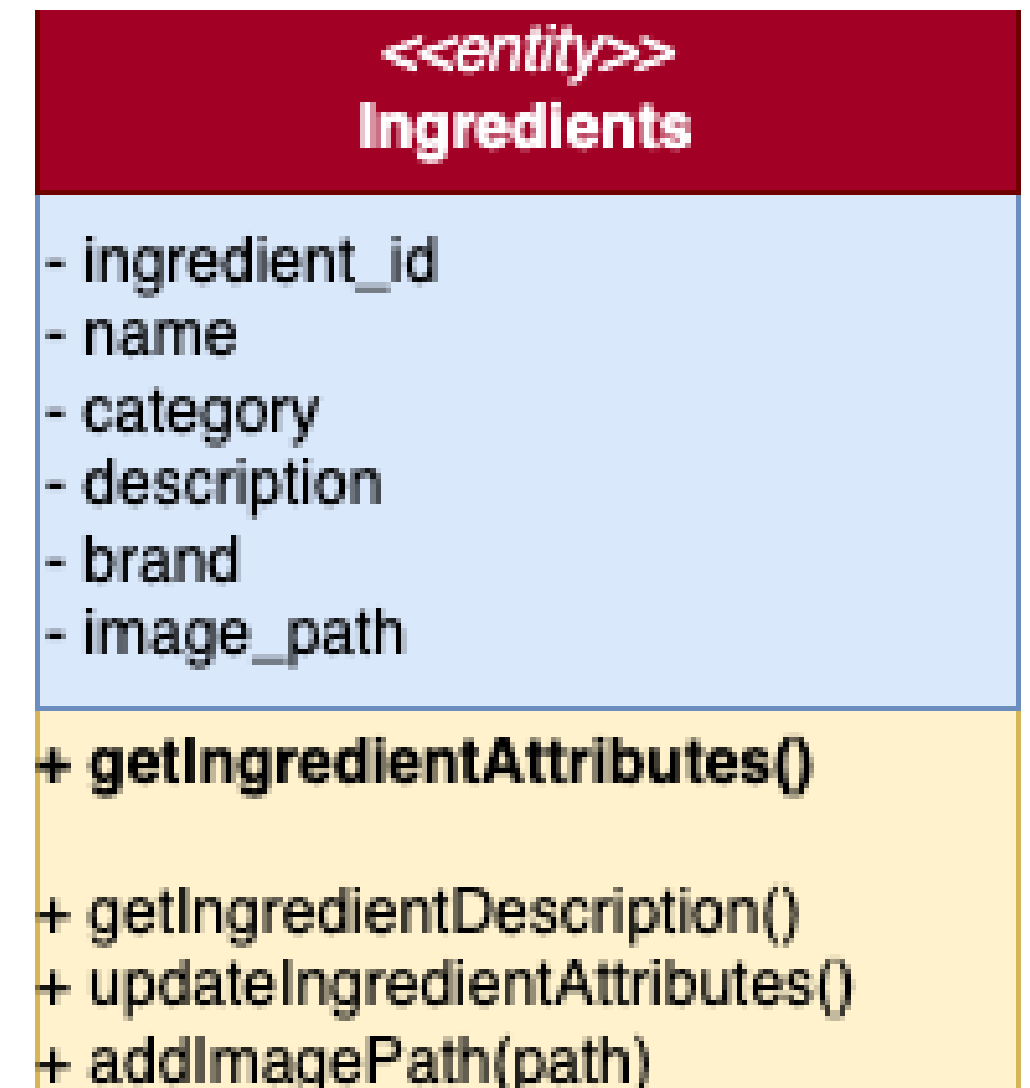 <<entity>>
Ingredients
- ingredient_id
- name
- category
- description
- brand
- image_path
+ getIngredientAttributes()
+ getIngredientDescription()
+ updateIngredientAttributes()
+ addImagePath(path)